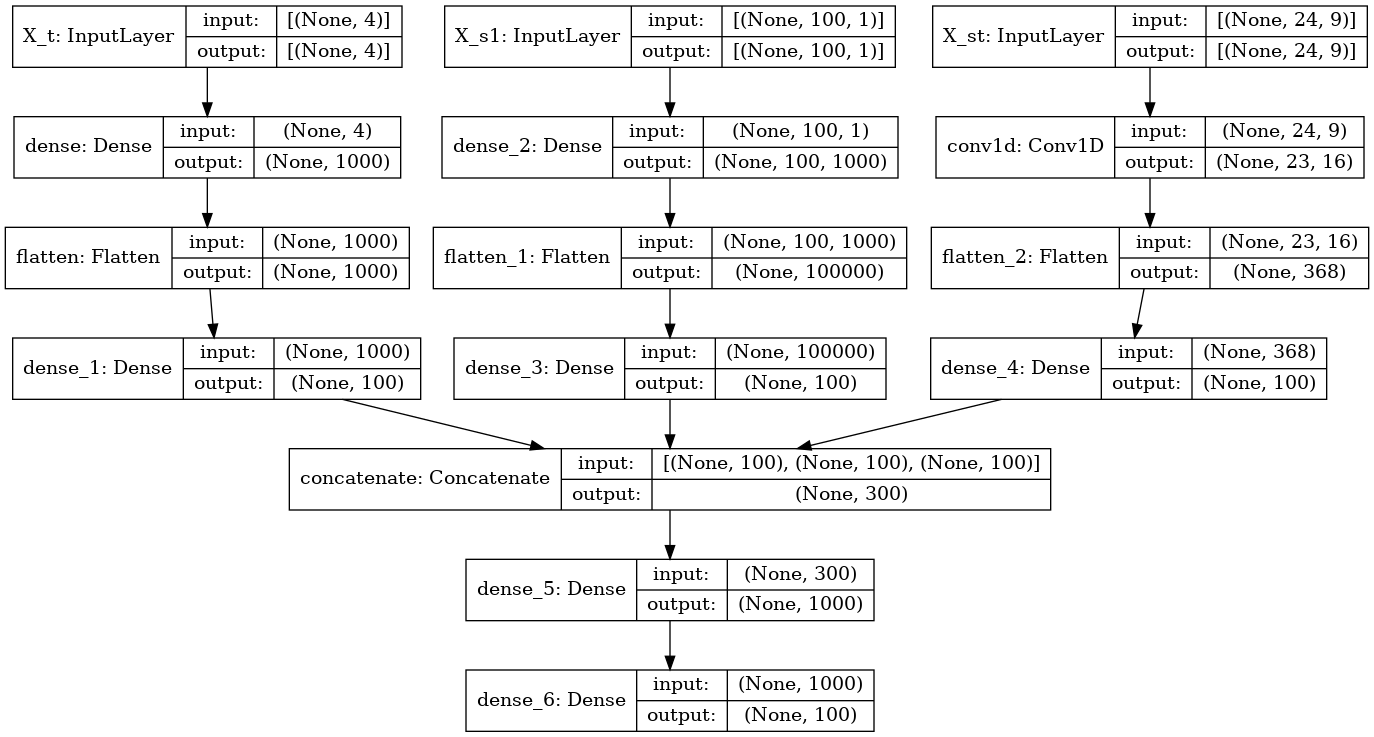 X_t: InputLayer input: [(None, 4)]
output: [(None, 4)]
X_s1: InputLayer input: [(None, 100, 1)]
output: [(None, 100, 1)]
X_st: InputLayer input: [(None, 24, 9)]
output: [(None, 24, 9)]
dense: Dense input: (None, 4)
output: (None, 1000)
dense_2: Dense input: (None, 100, 1)
output: (None, 100, 1000)
conv1d: Conv1D input: (None, 24, 9)
output: (None, 23, 16)
flatten: Flatten input: (None, 1000)
output: (None, 1000)
flatten_1: Flatten input: (None, 100, 1000)
output: (None, 100000)
flatten_2: Flatten input: (None, 23, 16)
output: (None, 368)
dense_1: Dense input: (None, 1000)
output: (None, 100)
dense_3: Dense input: (None, 100000)
output: (None, 100)
dense_4: Dense input: (None, 368)
output: (None, 100)
concatenate: Concatenate input: [(None, 100), (None, 100), (None, 100)]
output: (None, 300)
dense_5: Dense input: (None, 300)
output: (None, 1000)
dense_6: Dense input: (None, 1000)
output: (None, 100)